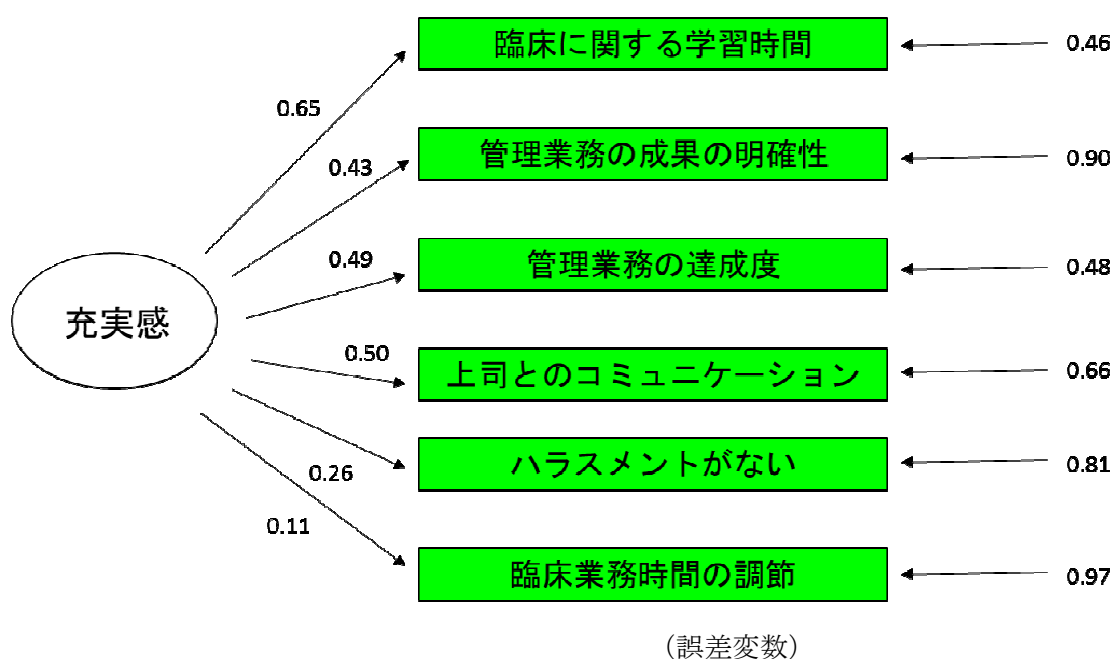 臨床に関する学習時間
0.46
0.65
管理業務の成果の明確性
0.90
0.43
管理業務の達成度
0.48
0.49
充実感
上司とのコミュニケーション
0.66
0.50
ハラスメントがない
0.81
0.26
0.11
臨床業務時間の調節
0.97
（誤差変数）